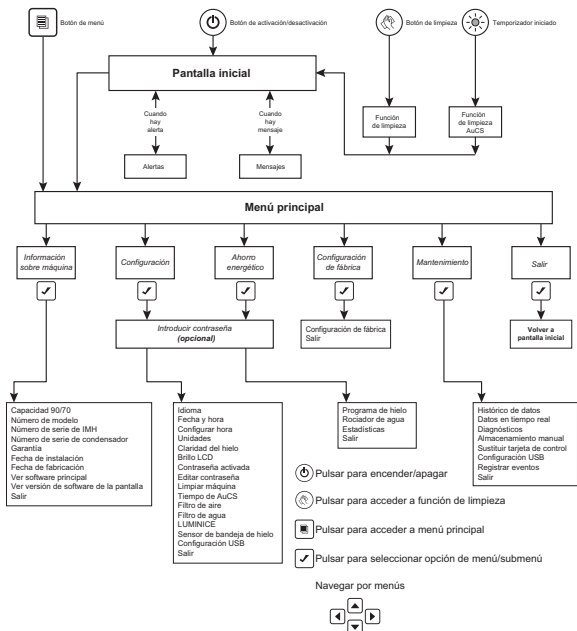 Botón de menú
Botón de activación/desactivación
Botón de limpieza
Temporizador iniciado
Pantalla inicial
Cuando
hay
alerta
Cuando
hay
mensaje
Función
de limpieza
Función
de limpieza
AuCS
Alertas
Mensajes
Menú principal
Información
sobre máquina
Configuración
Ahorro
energético
Configuración
de fábrica
Mantenimiento
Salir
Introducir contraseña
(opcional)
Configuración de fábrica
Salir
Volver a
pantalla inicial
Capacidad 90/70
Número de modelo
Número de serie de IMH
Número de serie de condensador
Garantía
Fecha de instalación
Fecha de fabricación
Ver software principal
Ver versión de software de la pantalla
Salir
Idioma
Fecha y hora
Configurar hora
Unidades
Claridad del hielo
Brillo LCD
Contraseña activada
Editar contraseña
Limpiar máquina
Tiempo de AuCS
Filtro de aire
Filtro de agua
LUMINICE
Sensor de bandeja de hielo
Configuración USB
Salir
Programa de hielo
Rociador de agua
Estadísticas
Salir
Histórico de datos
Datos en tiempo real
Diagnósticos
Almacenamiento manual
Sustituir tarjeta de control
Configuración USB
Registrar eventos
Salir
Pulsar para encender/apagar
Pulsar para acceder a función de limpieza
Pulsar para acceder a menú principal
Pulsar para seleccionar opción de menú/submenú
Navegar por menús